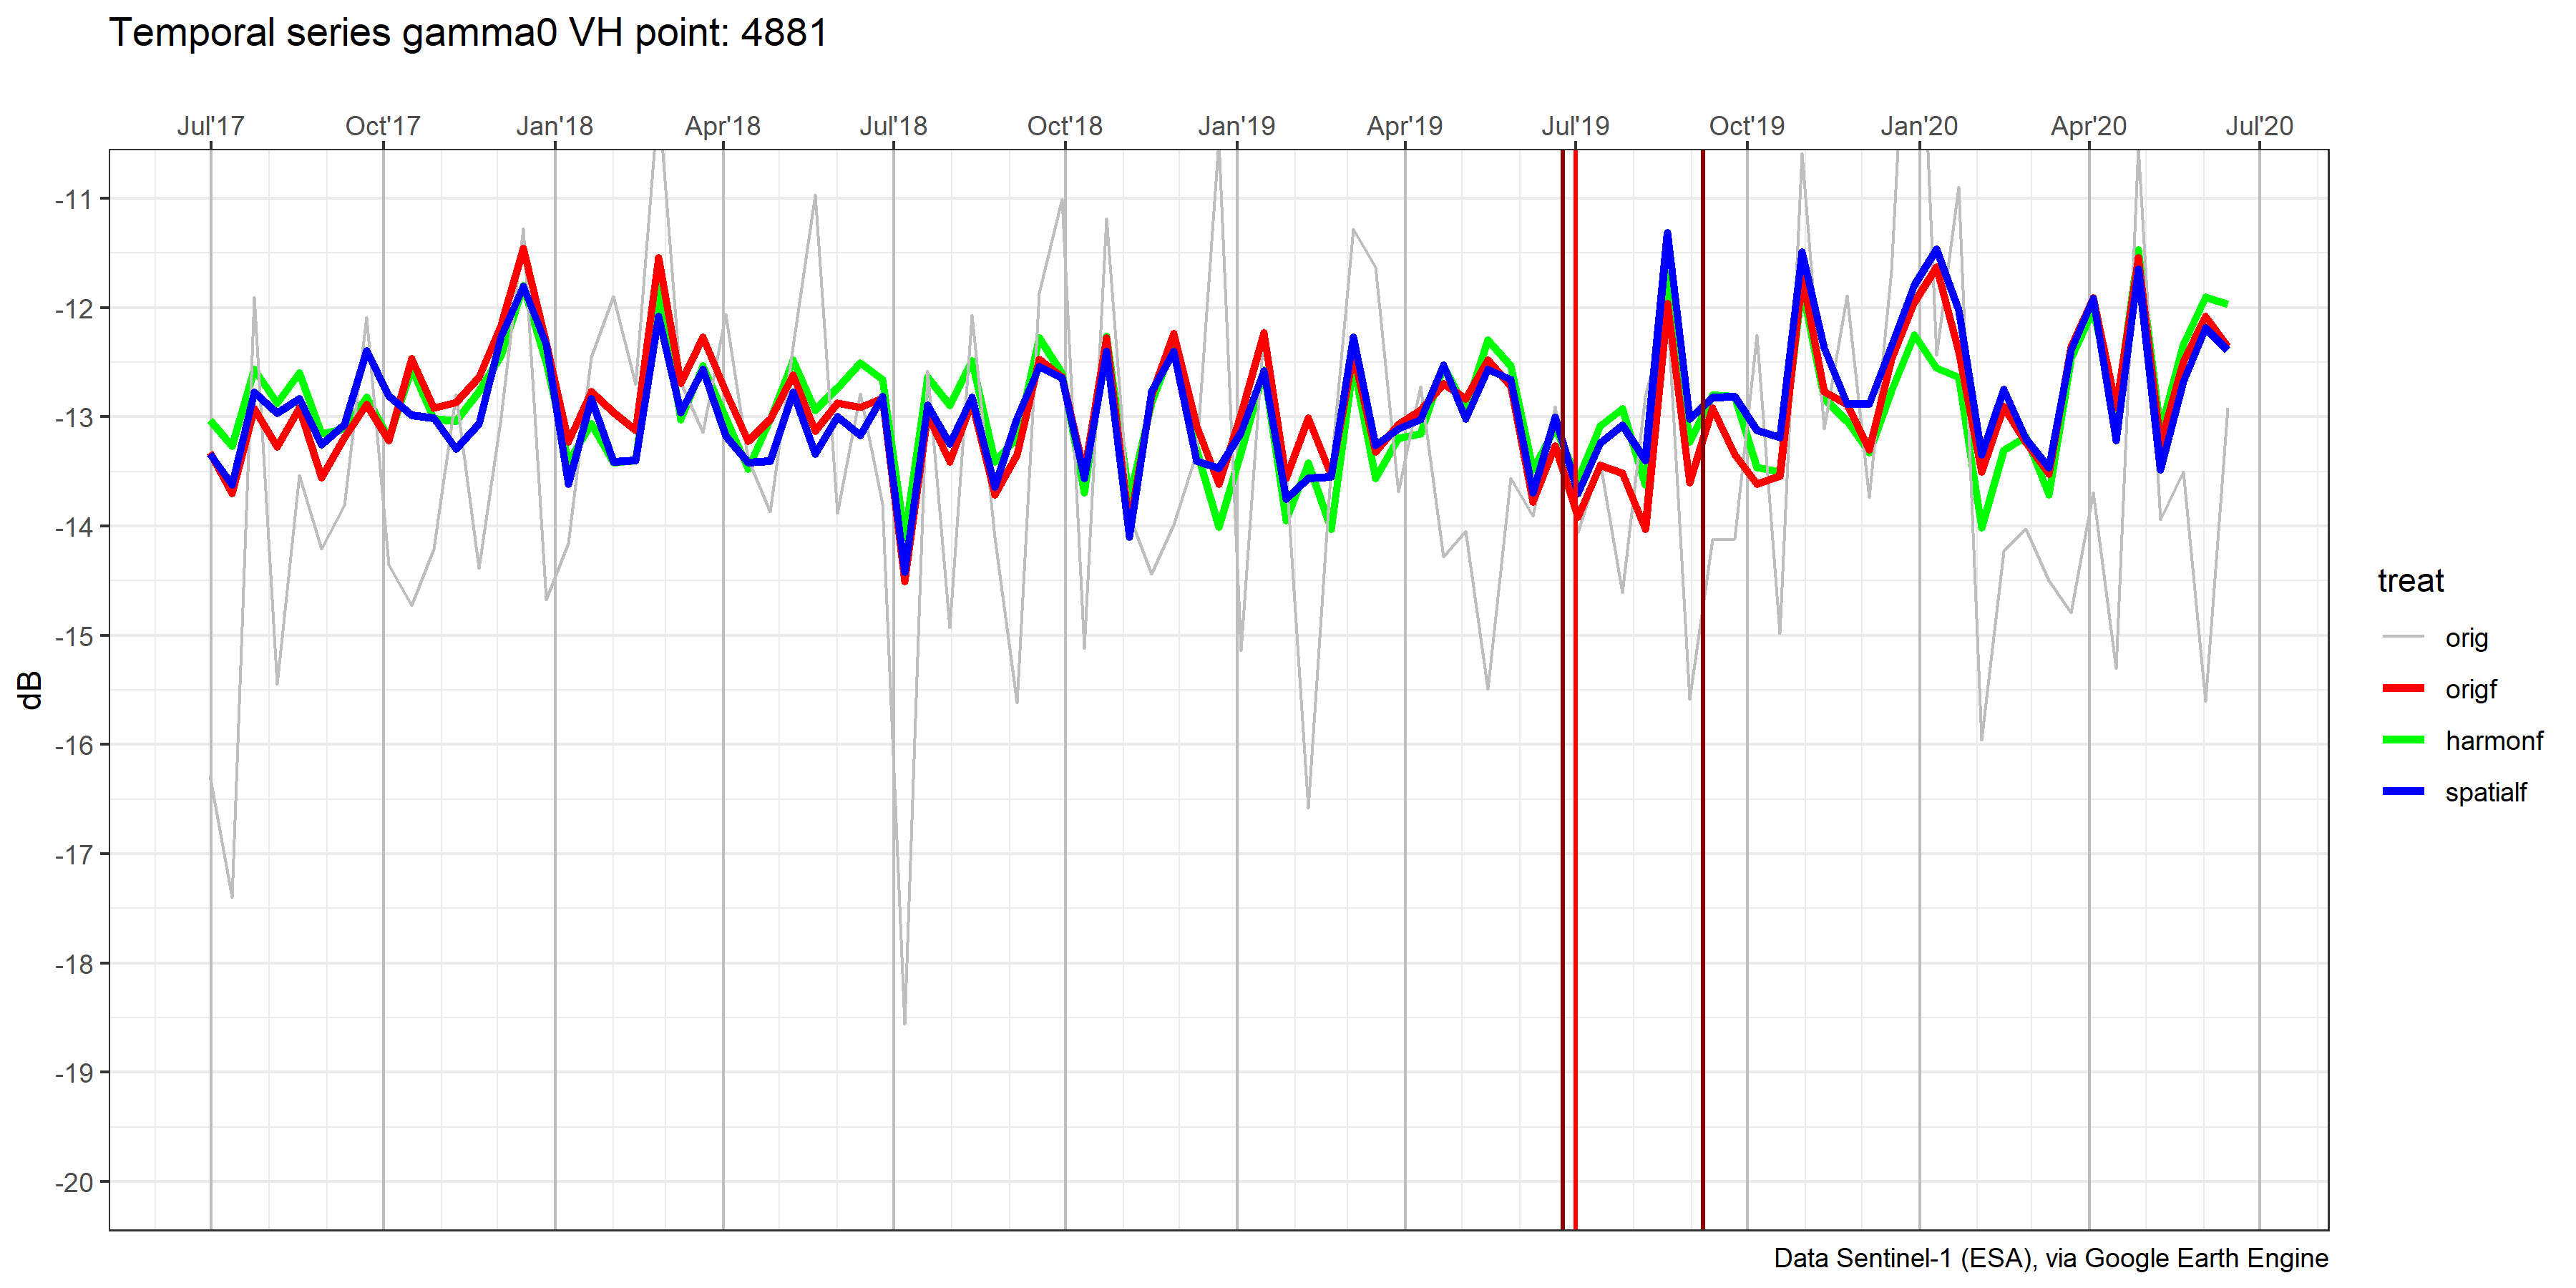 Temporal series gamma0 VH point: 4881
Jul'17 Oct'17 Jan'18 Apr'18 Jul'18 Oct'18 Jan'19 Apr'19 Jul'19 Oct'19 Jan'20 Apr'20 Jul'20
-11
-12
-13
-14
-15
-16
-17
-18
-19
-20
dB
treat
orig
origf
harmonf
spatialf
Data Sentinel-1 (ESA), via Google Earth Engine